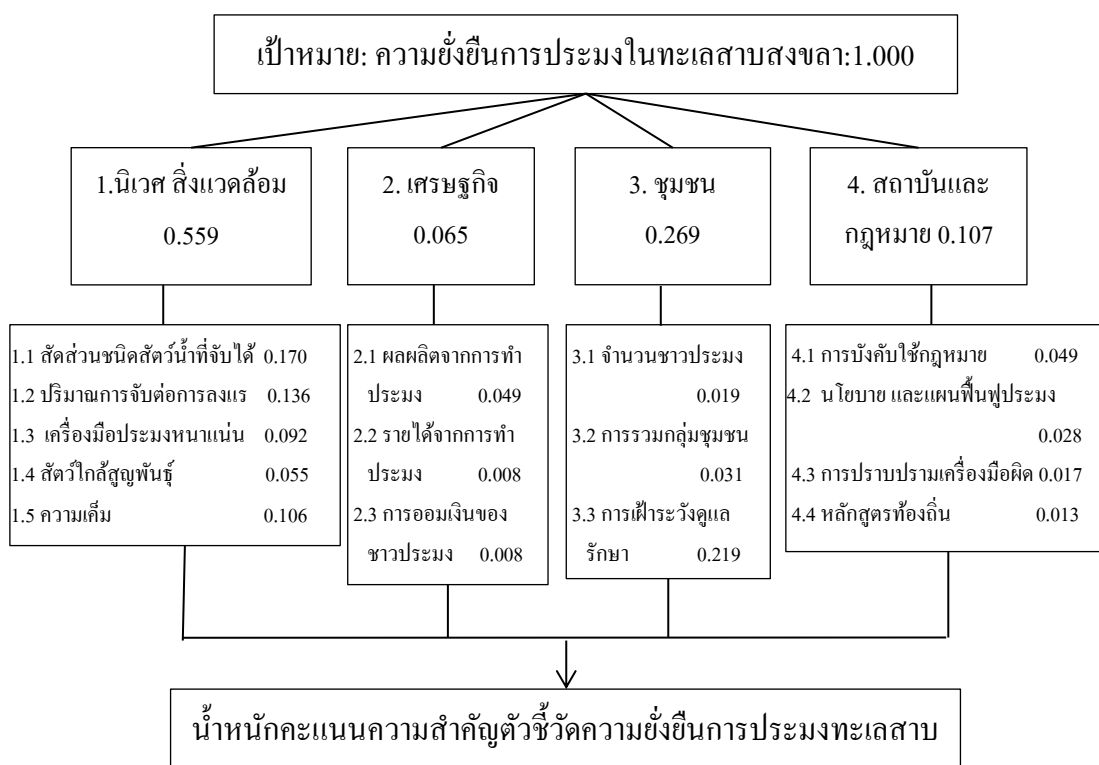 เป้าหมาย: ความยั่งยืนการประมงในทะเลสาบสงขลา:1.000
1.นิเวศ สิ่งแวดล้อม
0.559
2. เศรษฐกิจ
0.065
3. ชุมชน
0.269
4. สถาบันและ
กฎหมาย 0.107
1.1 สัดส่วนชนิดสัตว์น้ำที่จับได้ 0.170
1.2 ปริมาณการจับต่อการลงแร 0.136
1.3 เครื่องมือประมงหนาแน่น 0.092
1.4 สัตว์ใกล้สูญพันธุ์ 0.055
1.5 ความเค็ม 0.106
2.1 ผลผลิตจากการทำ
ประมง 0.049
2.2 รายได้จากการทำ
ประมง 0.008
2.3 การออมเงินของ
ชาวประมง 0.008
3.1 จำนวนชาวประมง
0.019
3.2 การรวมกลุ่มชุมชน
0.031
3.3 การเฝ้าระวังดูแล
รักษา 0.219
4.1 การบังคับใช้กฎหมาย 0.049
4.2 นโยบาย และแผนฟื้นฟูประมง
0.028
4.3 การปราบปรามเครื่องมือผิด 0.017
4.4 หลักสูตรท้องถิ่น 0.013
น้ำหนักคะแนนความสำคัญตัวชี้วัดความยั่งยืนการประมงทะเลสาบ